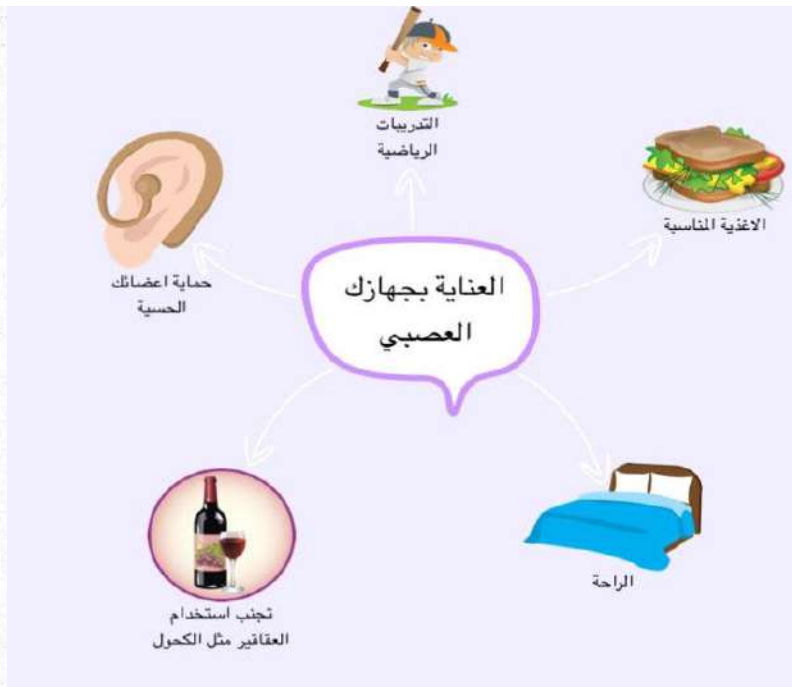 العناية بجهازك
العصبي
التدريبات
الرياضية
الاغذية المناسبة
الراحة
تجنب استخدام
العقاقير مثل الكحول
حماية اعضائك
الحسية